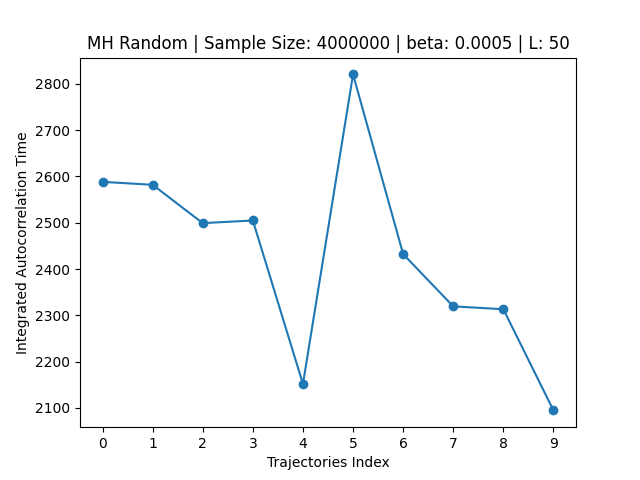 MH Random | Sample Size: 4000000 | beta: 0.0005 | L: 50
Integrated Autocorrelation Time
2800
2700
2600
2500
2400
2300
2200
2100
0 1 2 3 4 5 6 7 8 9
Trajectories Index